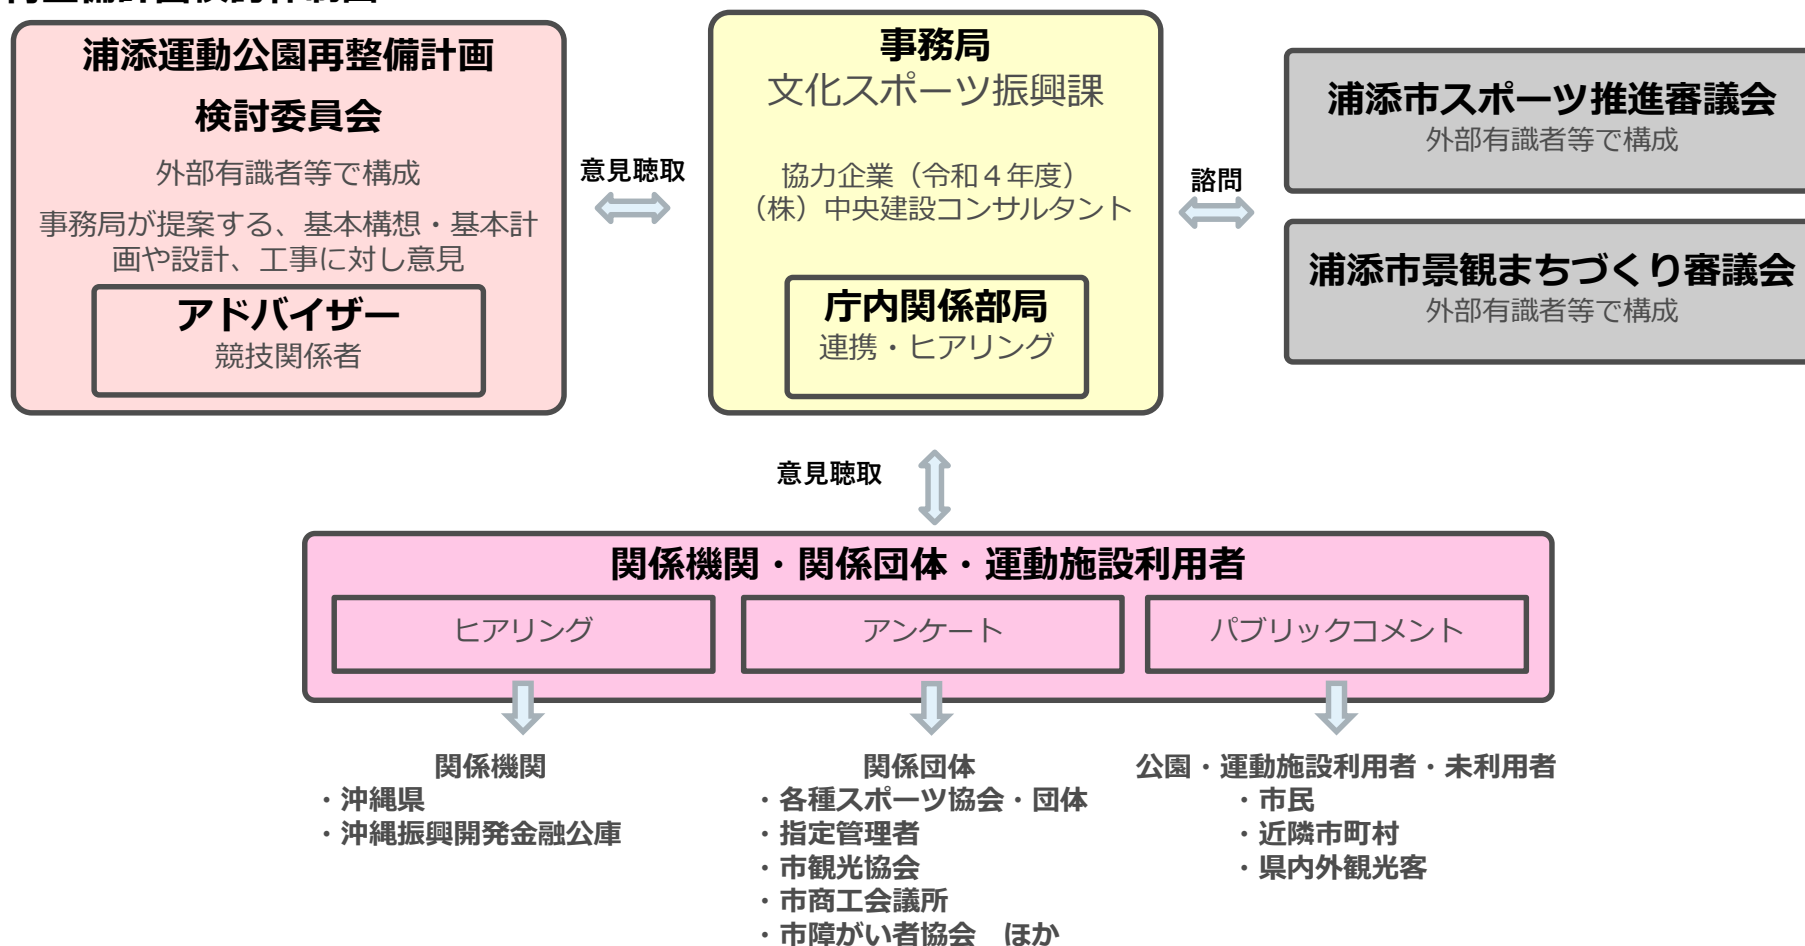 浦添運動公園再整備計画
検討委員会
外部有識者等で構成
事務局が提案する、基本構想・基本計
画や設計、工事に対し意見
アドバイザー
競技関係者
意見聴取
事務局
文化スポーツ振興課
協力企業（令和４年度）
（株）中央建設コンサルタント
庁内関係部局
連携・ヒアリング
諮問
浦添市スポーツ推進審議会
外部有識者等で構成
浦添市景観まちづくり審議会
外部有識者等で構成
意見聴取
関係機関・関係団体・運動施設利用者
ヒアリング
アンケート
パブリックコメント
関係機関
・沖縄県
・沖縄振興開発金融公庫
関係団体
・各種スポーツ協会・団体
・指定管理者
・市観光協会
・市商工会議所
・市障がい者協会　ほか
公園・運動施設利用者・未利用者
・市民
・近隣市町村
・県内外観光客